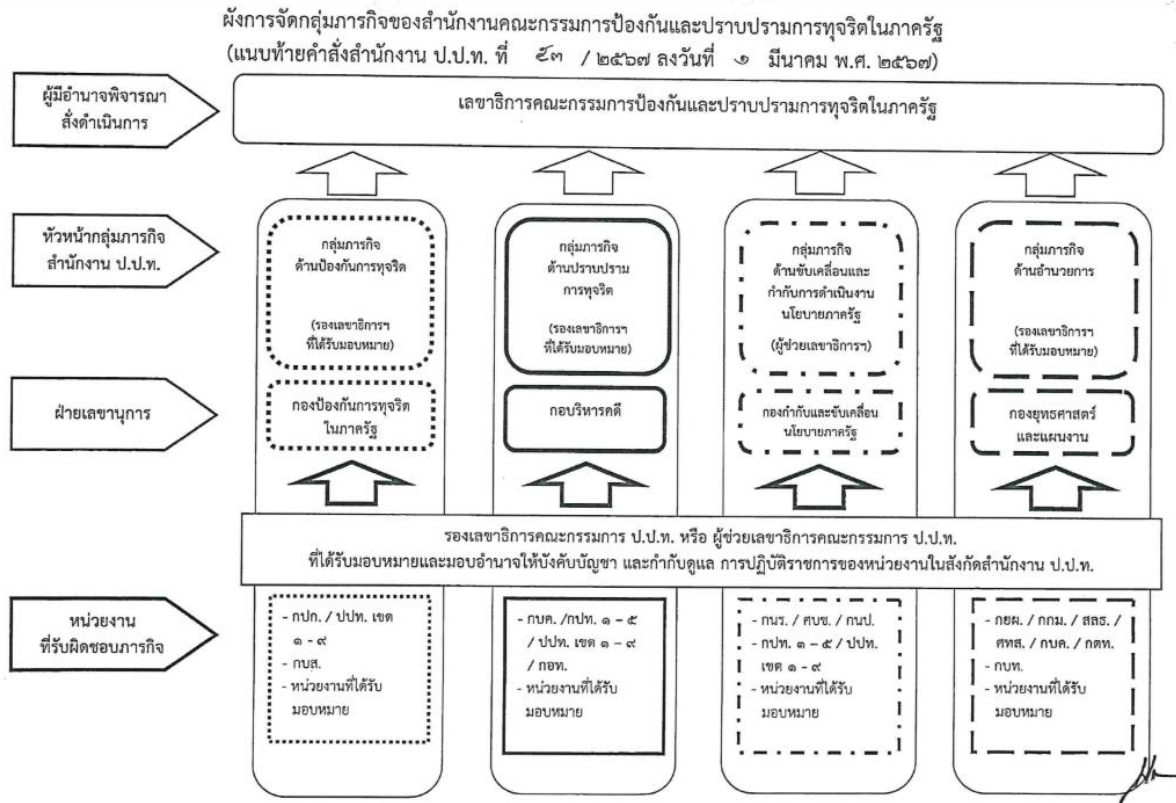 ผังการจัดกลุ่มภารกิจของสำนักงานคณะกรรมการป้องกันและปราบปรามการทุจริตในภาครัฐ
(แนบท้ายคำสั่งสำนักงาน ป.ป.ท. ที่ ๕๓ / ๒๕๖๗ ลงวันที่ ๑ มีนาคม พ.ศ. ๒๕๖๗)
ผู้มีอำนาจพิจารณา
สั่งดำเนินการ
เลขาธิการคณะกรรมการป้องกันและปราบปรามการทุจริตในภาครัฐ
หัวหน้ากลุ่มภารกิจ
สำนักงาน ป.ป.ท.
กลุ่มภารกิจ
ด้านป้องกันการทุจริต
(รองเลขาธิการฯ
ที่ได้รับมอบหมาย)
กลุ่มภารกิจ
ด้านปราบปราม
การทุจริต
(รองเลขาธิการฯ
ที่ได้รับมอบหมาย)
กลุ่มภารกิจ
ด้านขับเคลื่อนและ
กำกับการดำเนินงาน
นโยบายภาครัฐ
(ผู้ช่วยเลขาธิการฯ)
กลุ่มภารกิจ
ด้านอำนวยการ
(รองเลขาธิการฯ
ที่ได้รับมอบหมาย)
ฝ่ายเลขานุการ
กองป้องกันการทุจริต
ในภาครัฐ
กอบริหารคดี
กองกำกับและขับเคลื่อน
นโยบายภาครัฐ
กองยุทธศาสตร์
และแผนงาน
รองเลขาธิการคณะกรรมการ ป.ป.ท. หรือ ผู้ช่วยเลขาธิการคณะกรรมการ ป.ป.ท.
ที่ได้รับมอบหมายและมอบอำนาจให้บังคับบัญชา และกำกับดูแล การปฏิบัติราชการของหน่วยงานในสังกัดสำนักงาน ป.ป.ท.
หน่วยงาน
ที่รับผิดชอบภารกิจ
- กปก. / ปปท. เขต
๑ - ๙
- กบส.
- หน่วยงานที่ได้รับ
มอบหมาย
- กบค. /กปท. ๑ – ๕
/ ปปท. เขต ๑ – ๙
/ กอท.
- หน่วยงานที่ได้รับ
มอบหมาย
- กนร. / ศบช. / กนป.
- กปท. ๑ – ๕ / ปปท.
เขต ๑ - ๙
- หน่วยงานที่ได้รับ
มอบหมาย
- กยผ. / กกม. / สลธ. /
ศทส. / กบค. / กตท.
- กบท.
- หน่วยงานที่ได้รับ
มอบหมาย